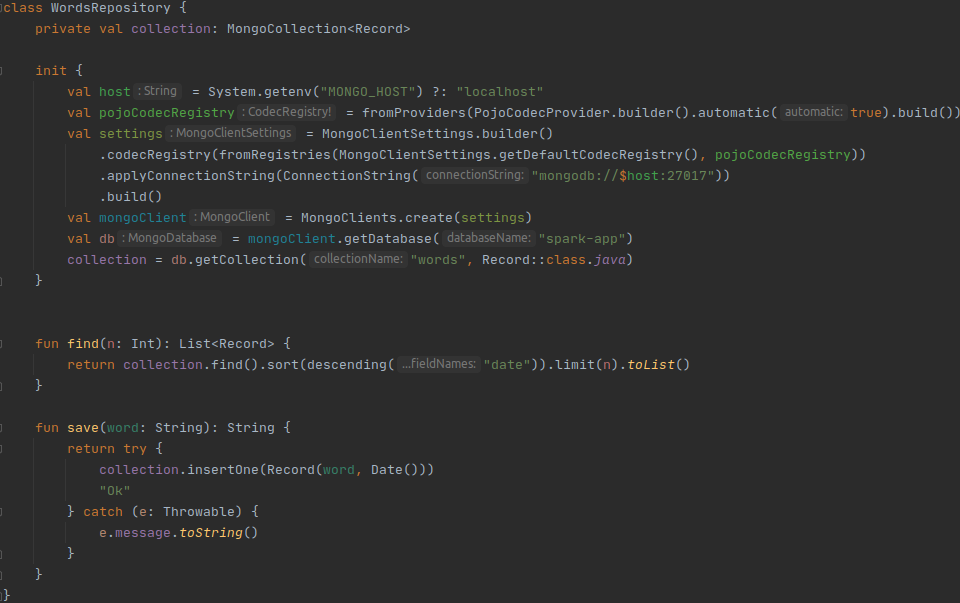 class WordsRepository {
    private val collection: MongoCollection<Record>
    init {
        val host : String = System.getenv("MONGO_HOST") ?: "localhost"
        val pojoCodecRegistry : CodecRegistry! = fromProviders(PojoCodecProvider.builder().automatic( automatic: true).build())
        val settings : MongoClientSettings = MongoClientSettings.builder()
            .codecRegistry(fromRegistries(MongoClientSettings.getDefaultCodecRegistry(), pojoCodecRegistry))
            .applyConnectionString(ConnectionString( connectionString: "mongodb://$host:27017"))
            .build()
        val mongoClient : MongoClient = MongoClients.create(settings)
        val db : MongoDatabase = mongoClient.getDatabase( databaseName: "spark-app")
        collection = db.getCollection( collectionName: "words", Record::class.java)
    }
    fun find(n: Int): List<Record> {
        return collection.find().sort(descending( ...fieldNames: "date")).limit(n).toList()
    }
    fun save(word: String): String {
        return try {
            collection.insertOne(Record(word, Date()))
            "Ok"
        } catch (e: Throwable) {
            e.message.toString()
        }
    }
}